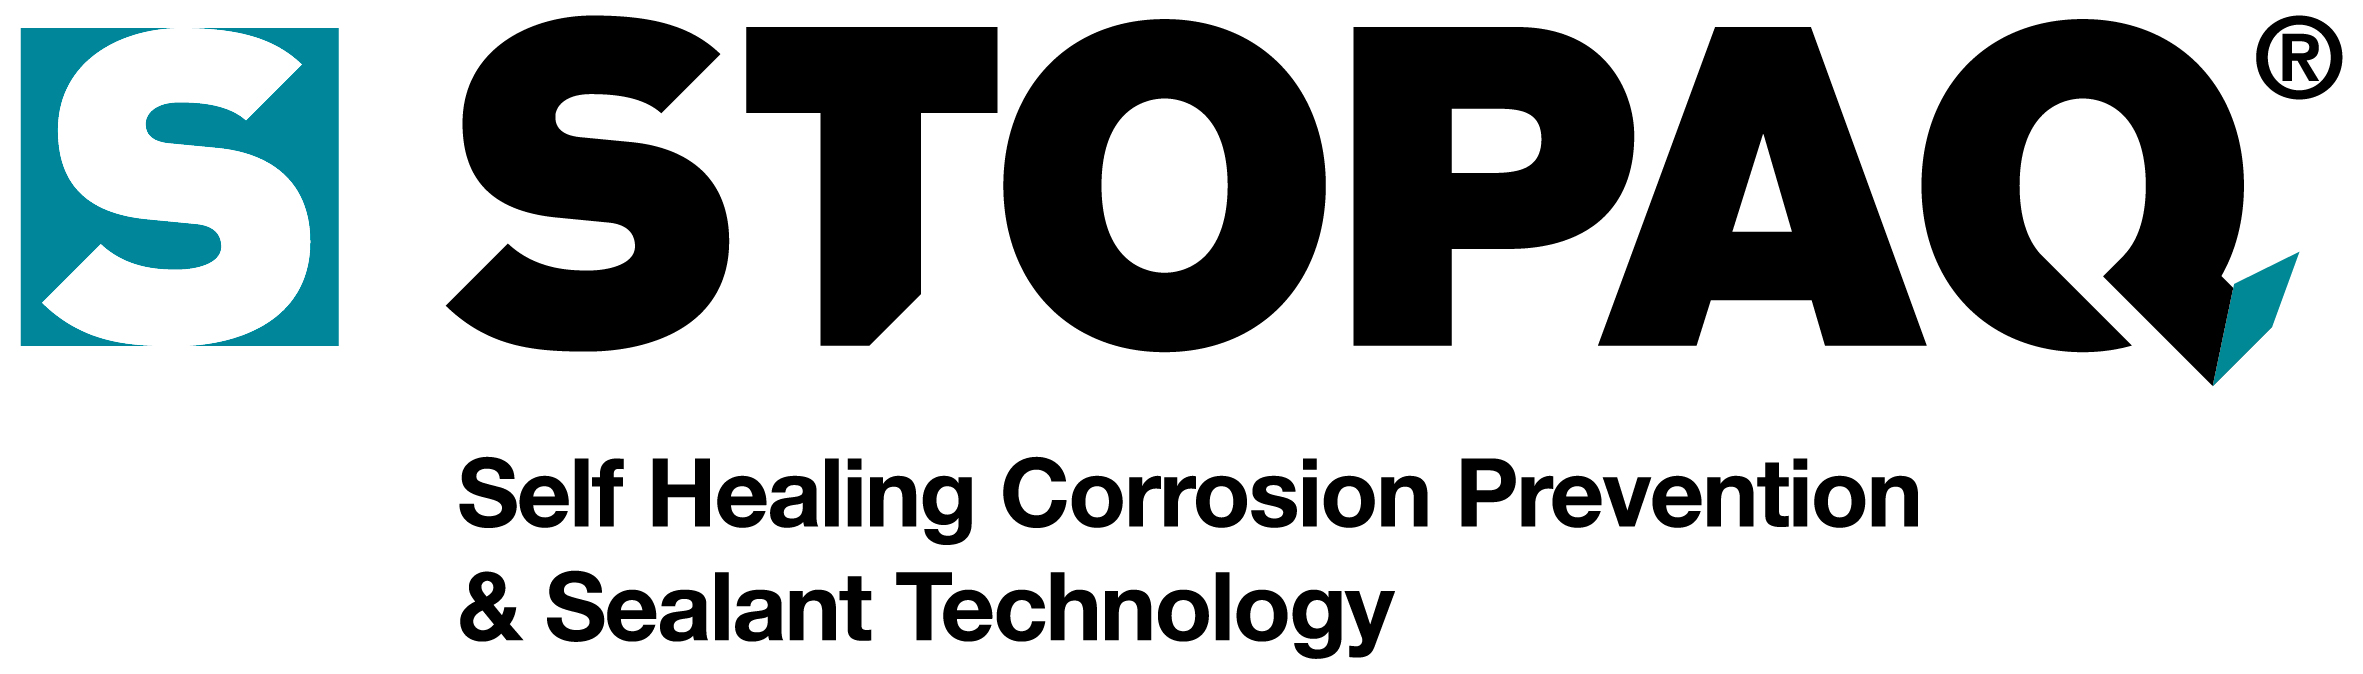 S STOPAQ®
Self Healing Corrosion Prevention
& Sealant Technology